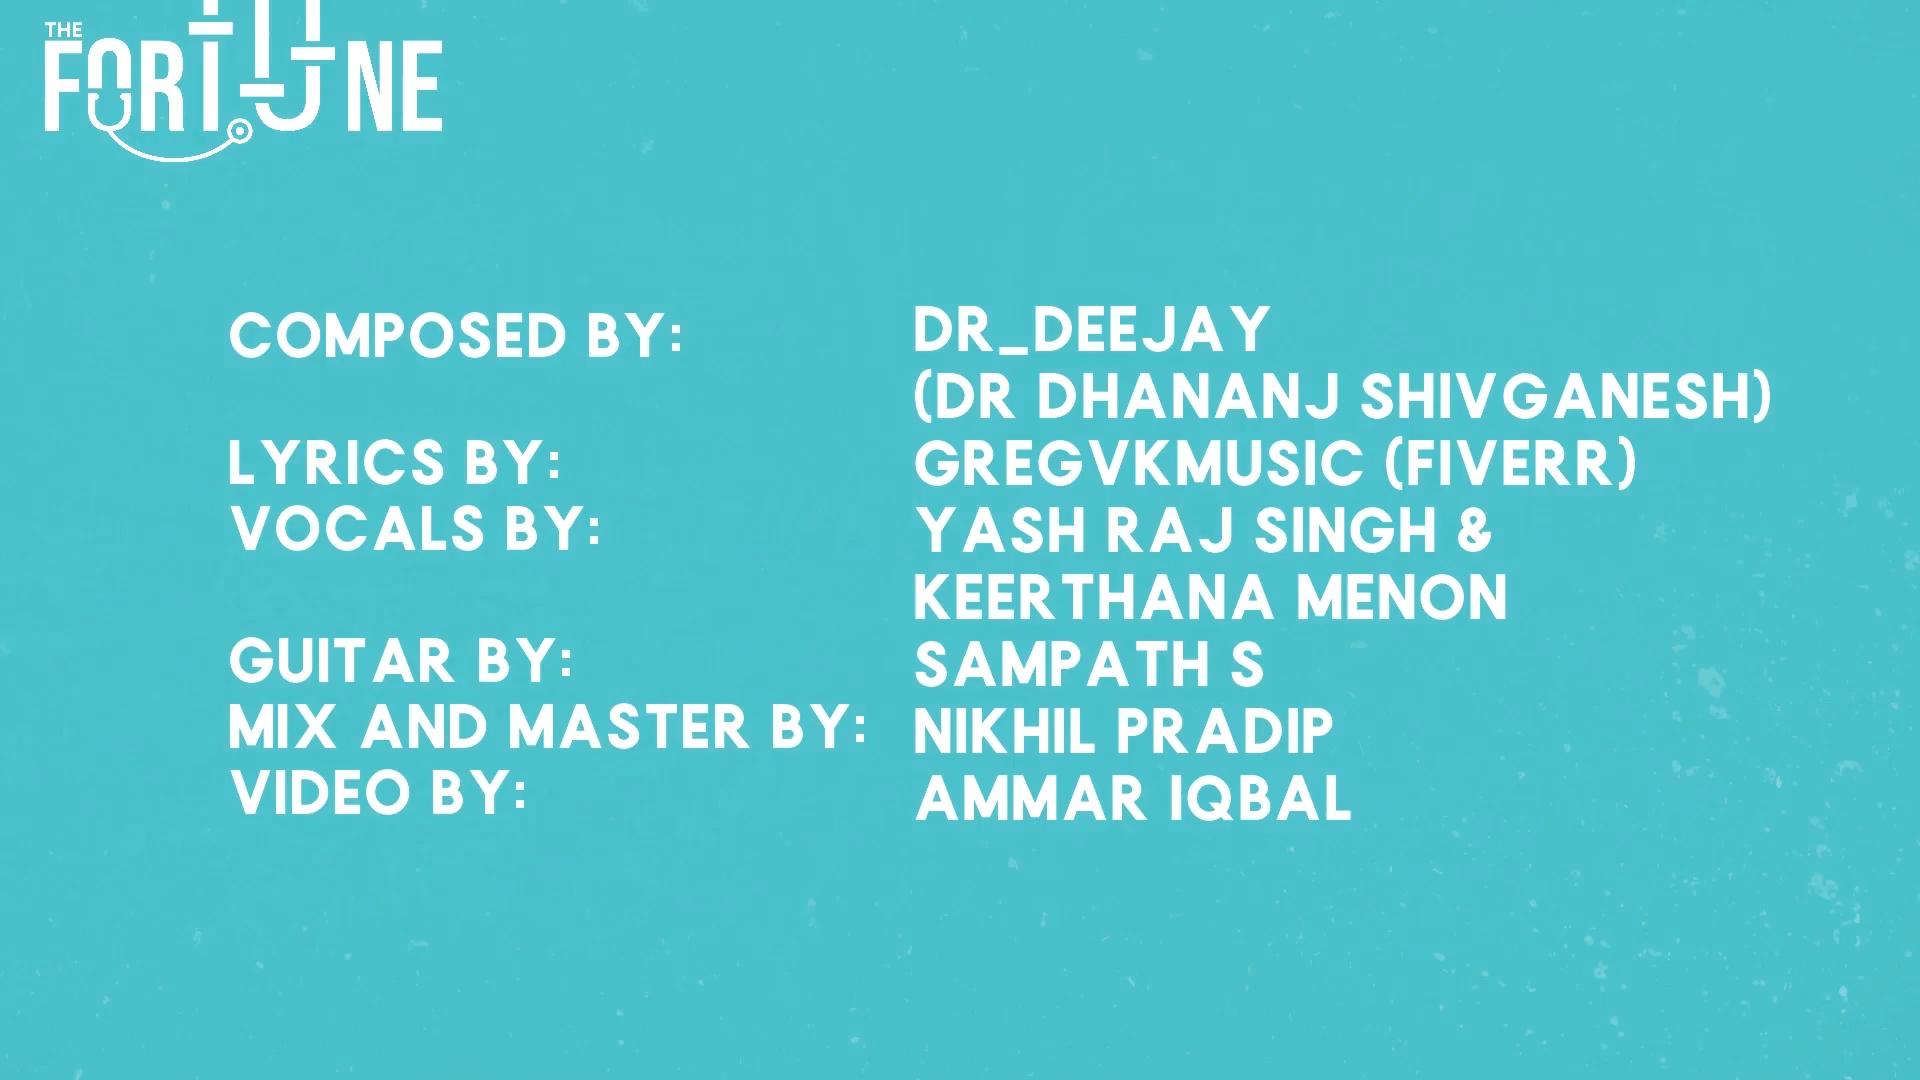 THE
FORTUNE
COMPOSED BY: DR_DEEJAY
(DR DHANANJ SHIVGANESH)
LYRICS BY: GREGVKMUSIC (FIVERR)
VOCALS BY: YASH RAJ SINGH &
KEERTHANA MENON
GUITAR BY: SAMPATH S
MIX AND MASTER BY: NIKHIL PRADIP
VIDEO BY: AMMAR IQBAL